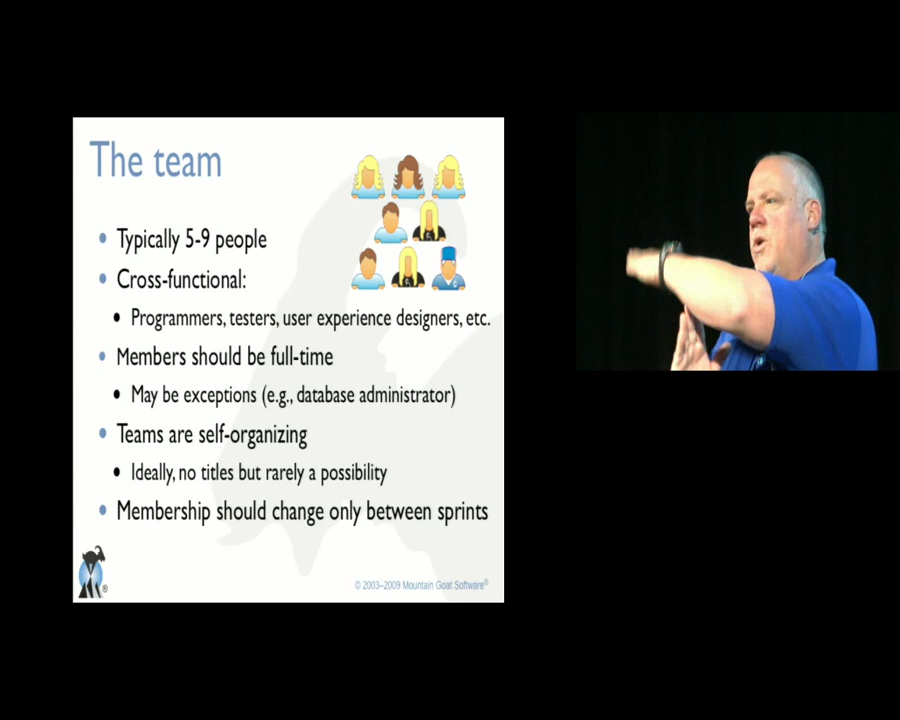 The team
Typically 5-9 people
Cross-functional:
Programmers, testers, user experience designers, etc.
Members should be full-time
May be exceptions (e.g., database administrator)
Teams are self-organizing
Ideally, no titles but rarely a possibility
Membership should change only between sprints
© 2003–2009 Mountain Goat Software®